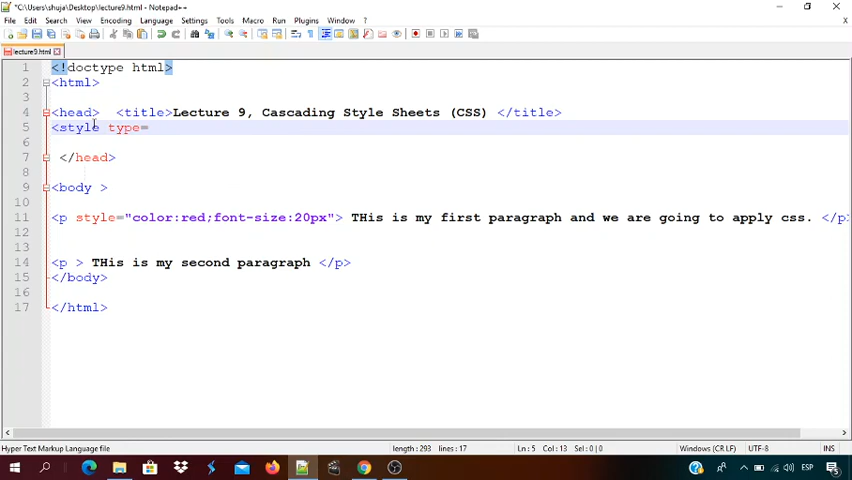 *C:\Users\shuja\Desktop\lecture9.html - Notepad++
File Edit Search View Encoding Language Settings Tools Macro Run Plugins Window ?
lecture9.html
1 <!doctype html>
2 <html>
3
4 <head>  <title>Lecture 9, Cascading Style Sheets (CSS) </title>
5 <style type=
6
7 </head>
8
9 <body >
10
11 <p style="color:red;font-size:20px"> THis is my first paragraph and we are going to apply css. </p>
12
13
14 <p > THis is my second paragraph </p>
15 </body>
16
17 </html>
Hyper Text Markup Language file length : 293 lines : 17 Ln : 5 Col : 13 Sel : 0 | 0 Windows (CR LF) UTF-8 INS
ESP